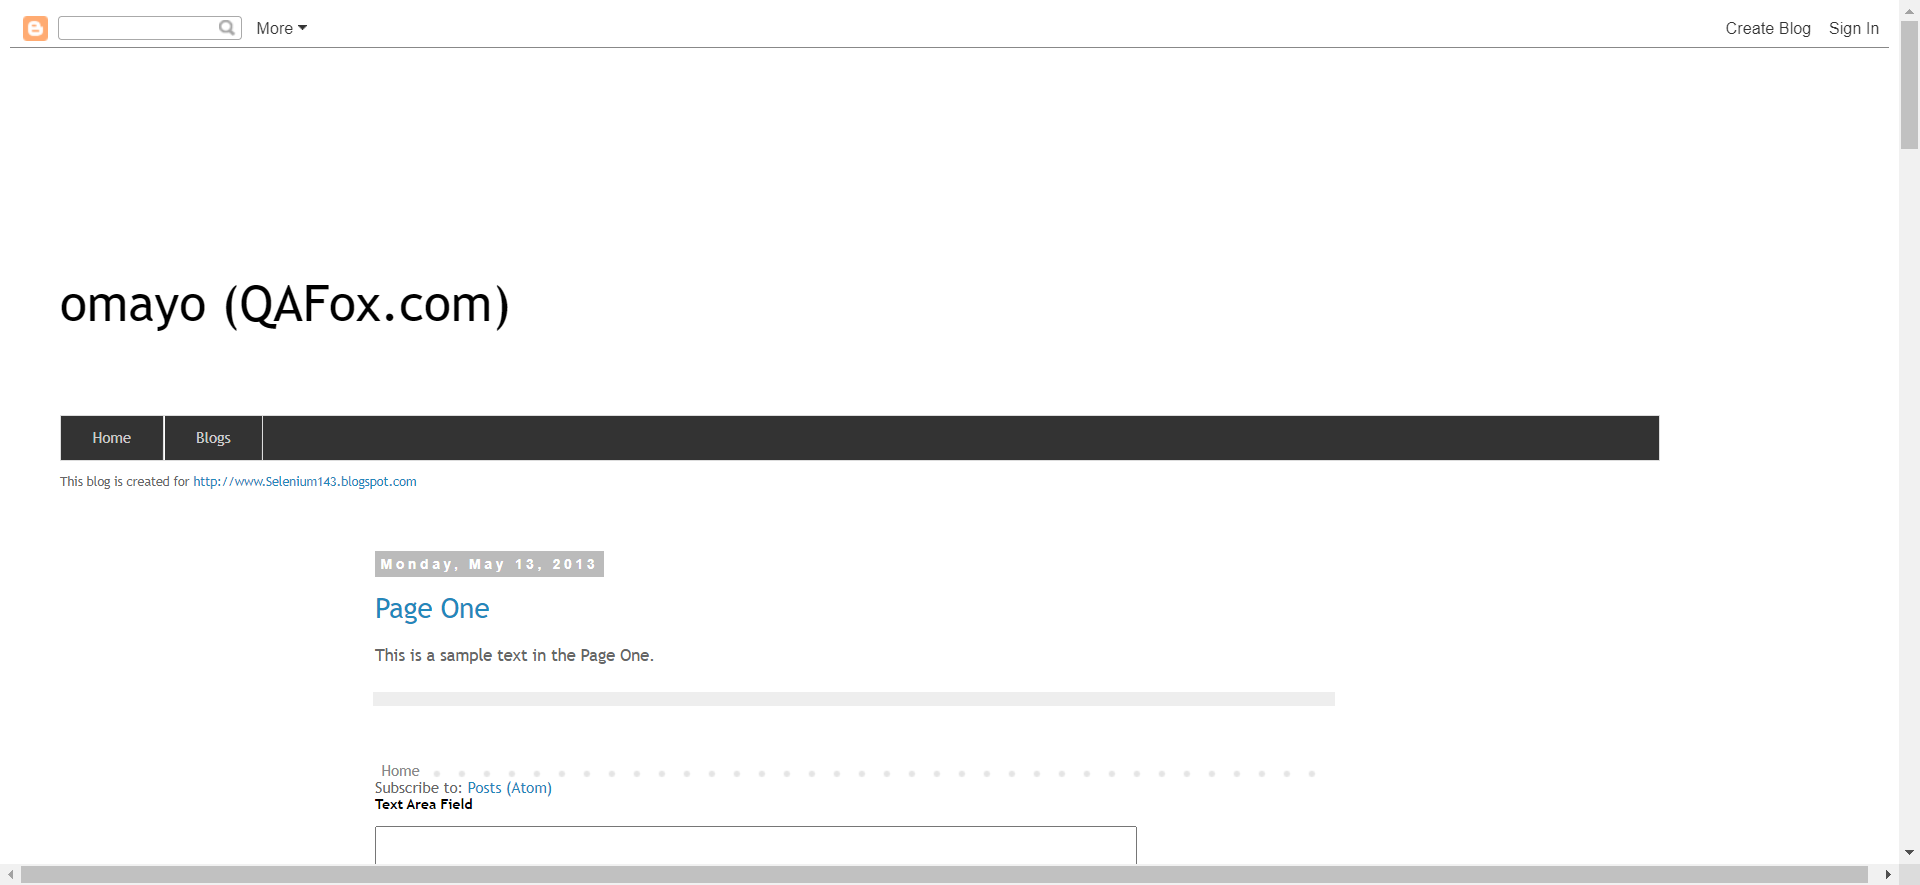 More
Create Blog
Sign In
omayo (QAFox.com)
Home
Blogs
This blog is created for http://www.Selenium143.blogspot.com
Monday, May 13, 2013
Page One
This is a sample text in the Page One.
Home
Subscribe to: Posts (Atom)
Text Area Field